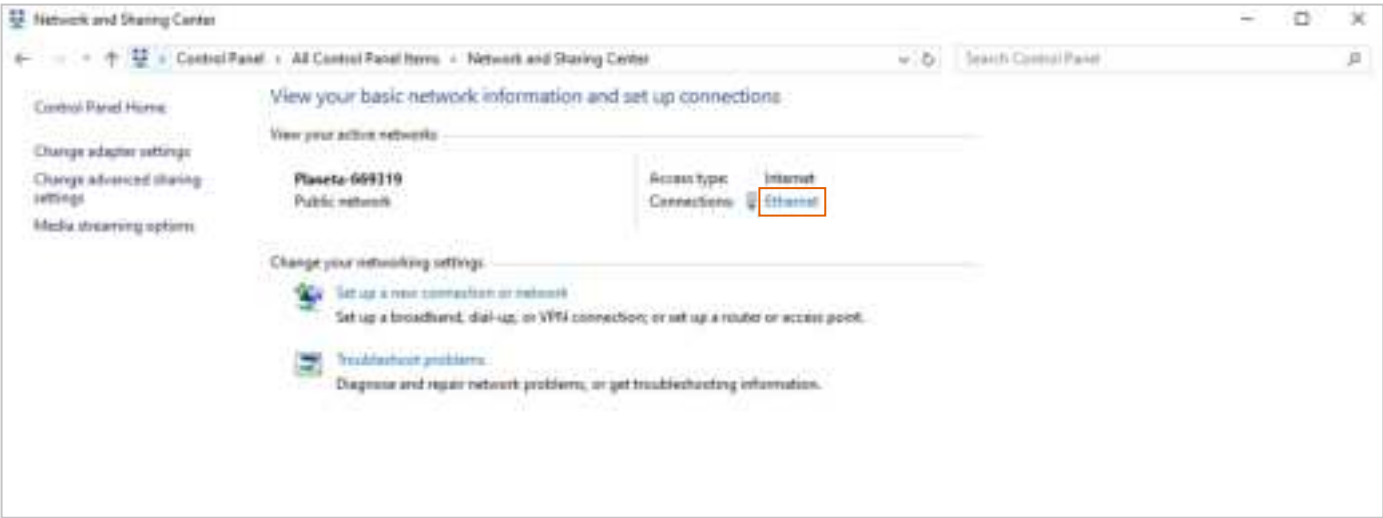 Network and Sharing Center
Control Panel › All Control Panel Items › Network and Sharing Center
Search Control Panel
Control Panel Home
Change adapter settings
Change advanced sharing
settings
Media streaming options
View your basic network information and set up connections
View your active networks
Planeta-669319
Public network
Access type: Internet
Connections: Ethernet
Change your networking settings
Set up a new connection or network
Set up a broadband, dial-up, or VPN connection; or set up a router or access point.
Troubleshoot problems
Diagnose and repair network problems, or get troubleshooting information.